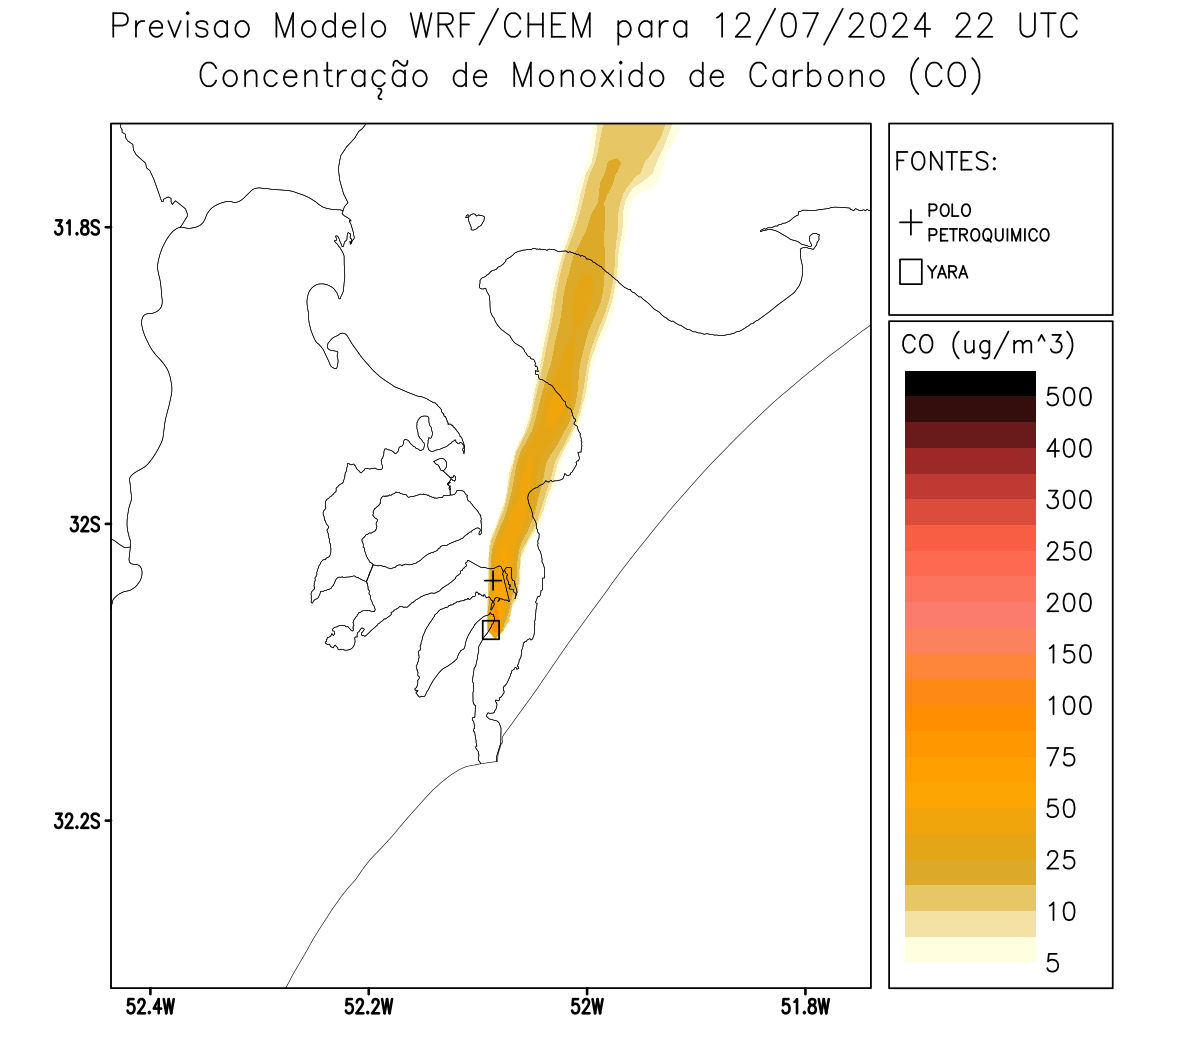 Previsao Modelo WRF/CHEM para 12/07/2024 22 UTC
Concentração de Monoxido de Carbono (CO)
FONTES:
POLO
PETROQUIMICO
YARA
CO (ug/m^3)
500
400
300
250
200
150
100
75
50
25
10
5
31.8S
32S
32.2S
52.4W
52.2W
52W
51.8W